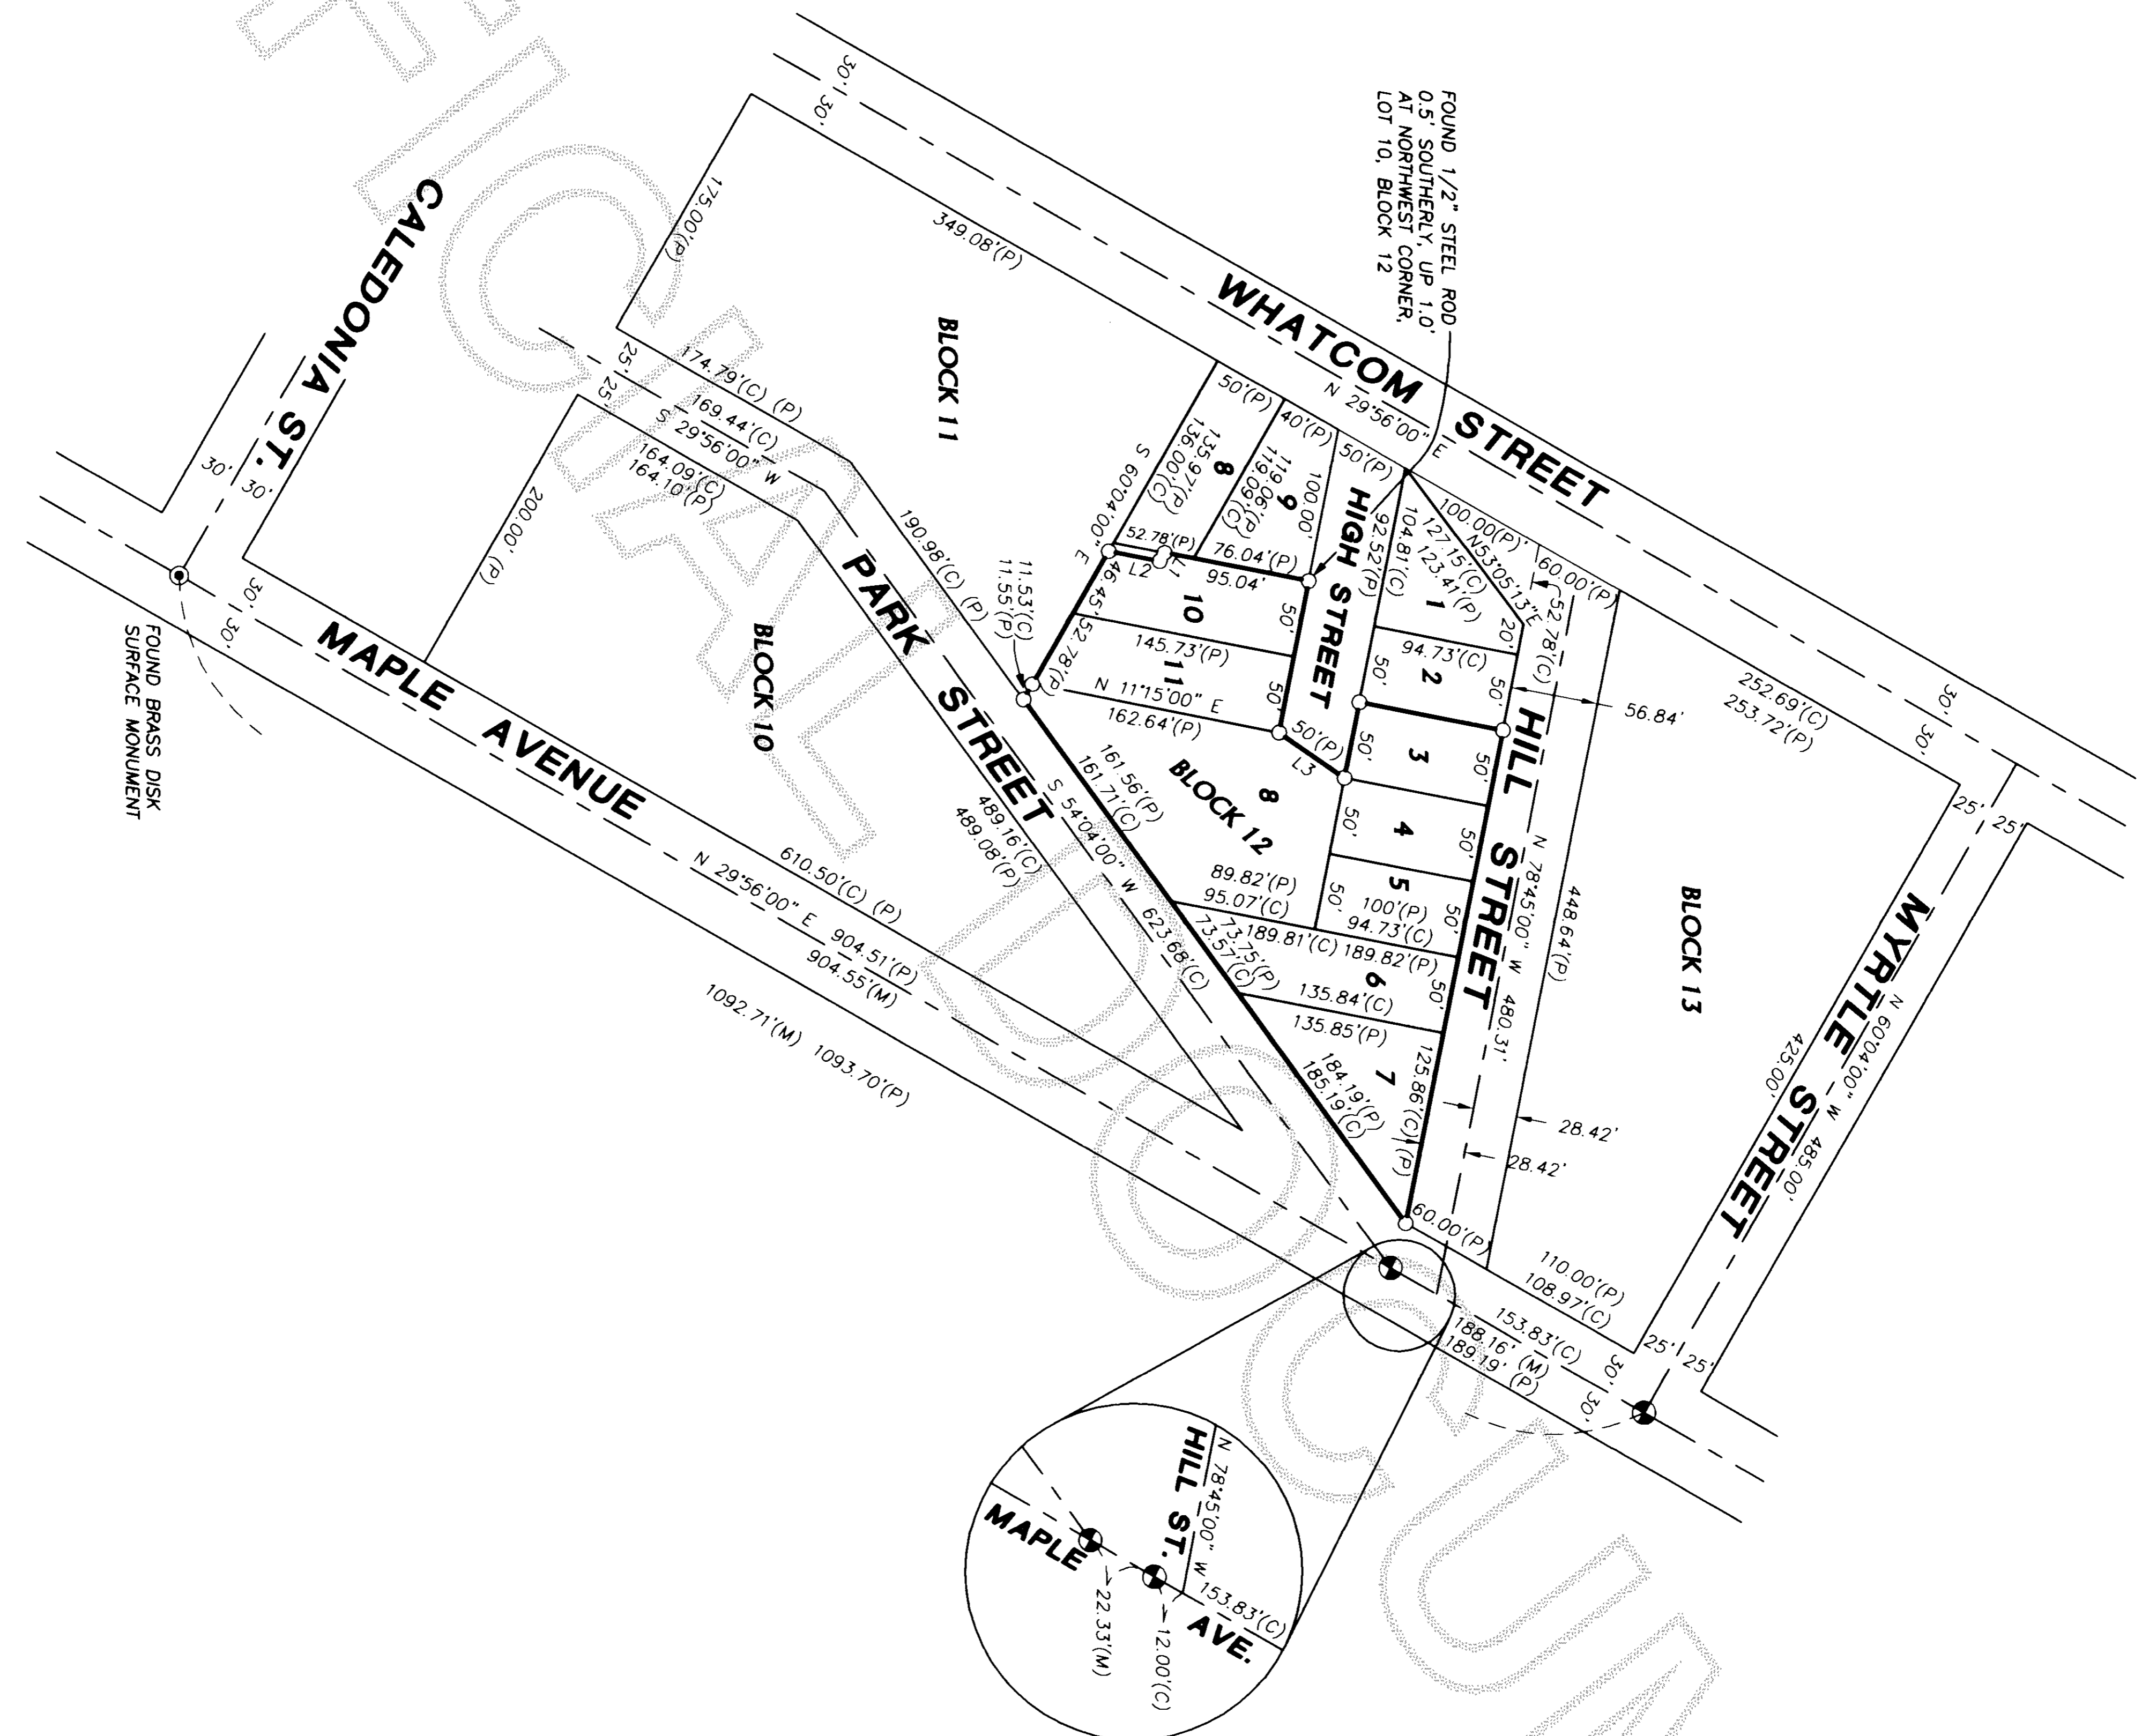 FOUND 1/2" STEEL ROD
0.5' SOUTHERLY, UP 1.0'
AT NORTHWEST CORNER,
LOT 10, BLOCK 12
WHATCOM STREET
N 29°56'00" E
30'
30'
349.08'(P)
175.00'(P)
BLOCK 11
CALEDONIA ST.
30'
30'
25'
25'
174.79'(C) (P)
169.44'(C)
S 29°56'00" W
164.09'(C)
164.10'(P)
200.00' (P)
190.98'(C) (P)
11.53'(C)
11.55'(P)
PARK STREET
BLOCK 10
S 54°04'00" W 623.68'(C)
489.16'(C)
489.08'(P)
MAPLE AVENUE
30'
30'
FOUND BRASS DISK
SURFACE MONUMENT
610.50'(C) (P)
N 29°56'00" E 904.51'(P)
904.55'(M)
1092.71'(M) 1093.70'(P)
50'(P)
40'(P)
50'(P)
8
135.97'(P)
136.00'(C)
S 60°04'00" E
9
119.06'(P)
119.09'(C)
100.00'
52.78'(P)
76.04'(P)
L1
L2
95.04'
46.45'
52.78'(P)
10
50'
145.73'(P)
11
50'
N 11°15'00" E
162.64'(P)
HIGH STREET
92.52'(P)
104.81'(C)
127.15'(C)
123.41'(P)
N53°05'13"E
100.00'(P)
60.00'(P)
52.78'(C)
1
20'
94.73'(C)
2
50'
50'
50'(P)
L3
3
50'
50'
4
50'
50'
5
50'
50'
100'(P)
94.73'(C)
8
BLOCK 12
161.56'(P)
161.71'(C)
89.82'(P)
95.07'(C)
189.81'(C) 189.82'(P)
73.75'(P)
73.57'(C)
6
50'
135.84'(C)
135.85'(P)
7
125.86'(C) (P)
184.19'(P)
185.19'(C)
HILL STREET
N 78°45'00" W 480.31'
448.64'(P)
56.84'
28.42'
28.42'
252.69'(C)
253.72'(P)
30'
30'
25'
25'
BLOCK 13
MYRTLE STREET
N 60°04'00" W 485.00'
425.00'
60.00'(P)
110.00'(P)
108.97'(C)
153.83'(C)
188.16' (M)
189.19' (P)
25'
25'
30'
30'
N 78°45'00" W
HILL ST.
153.83'(C)
MAPLE AVE.
22.33'(M)
12.00'(C)